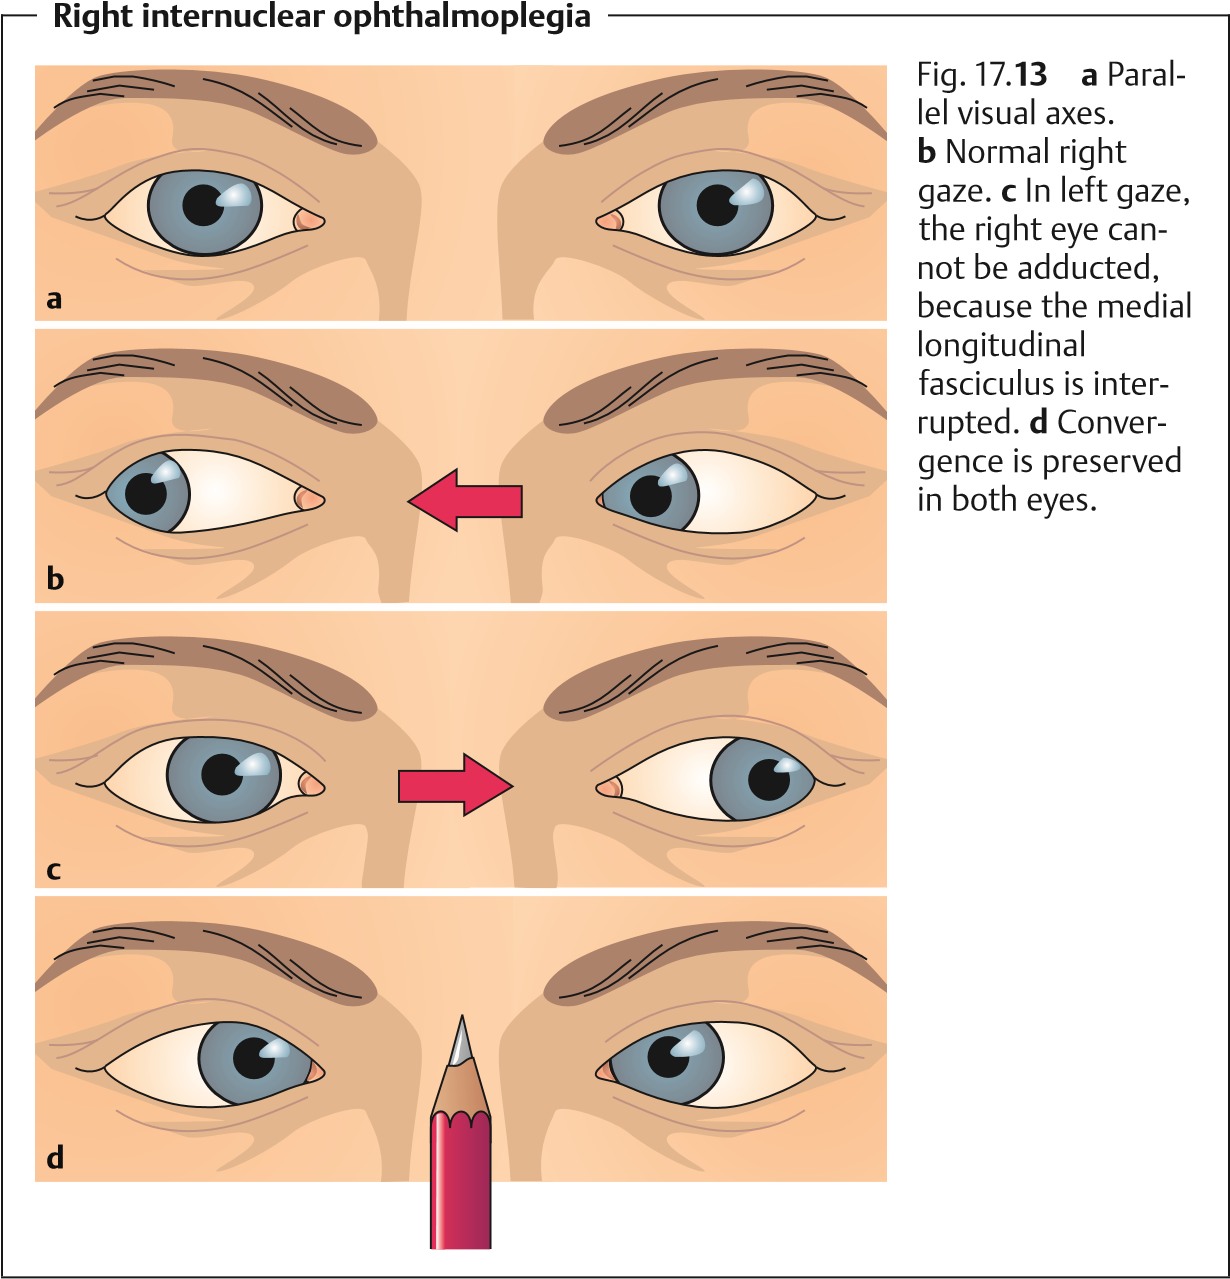 Right internuclear ophthalmoplegia
a
b
c
d
Fig. 17.13 a Paral-
lel visual axes.
b Normal right
gaze. c In left gaze,
the right eye can-
not be adducted,
because the medial
longitudinal
fasciculus is inter-
rupted. d Conver-
gence is preserved
in both eyes.